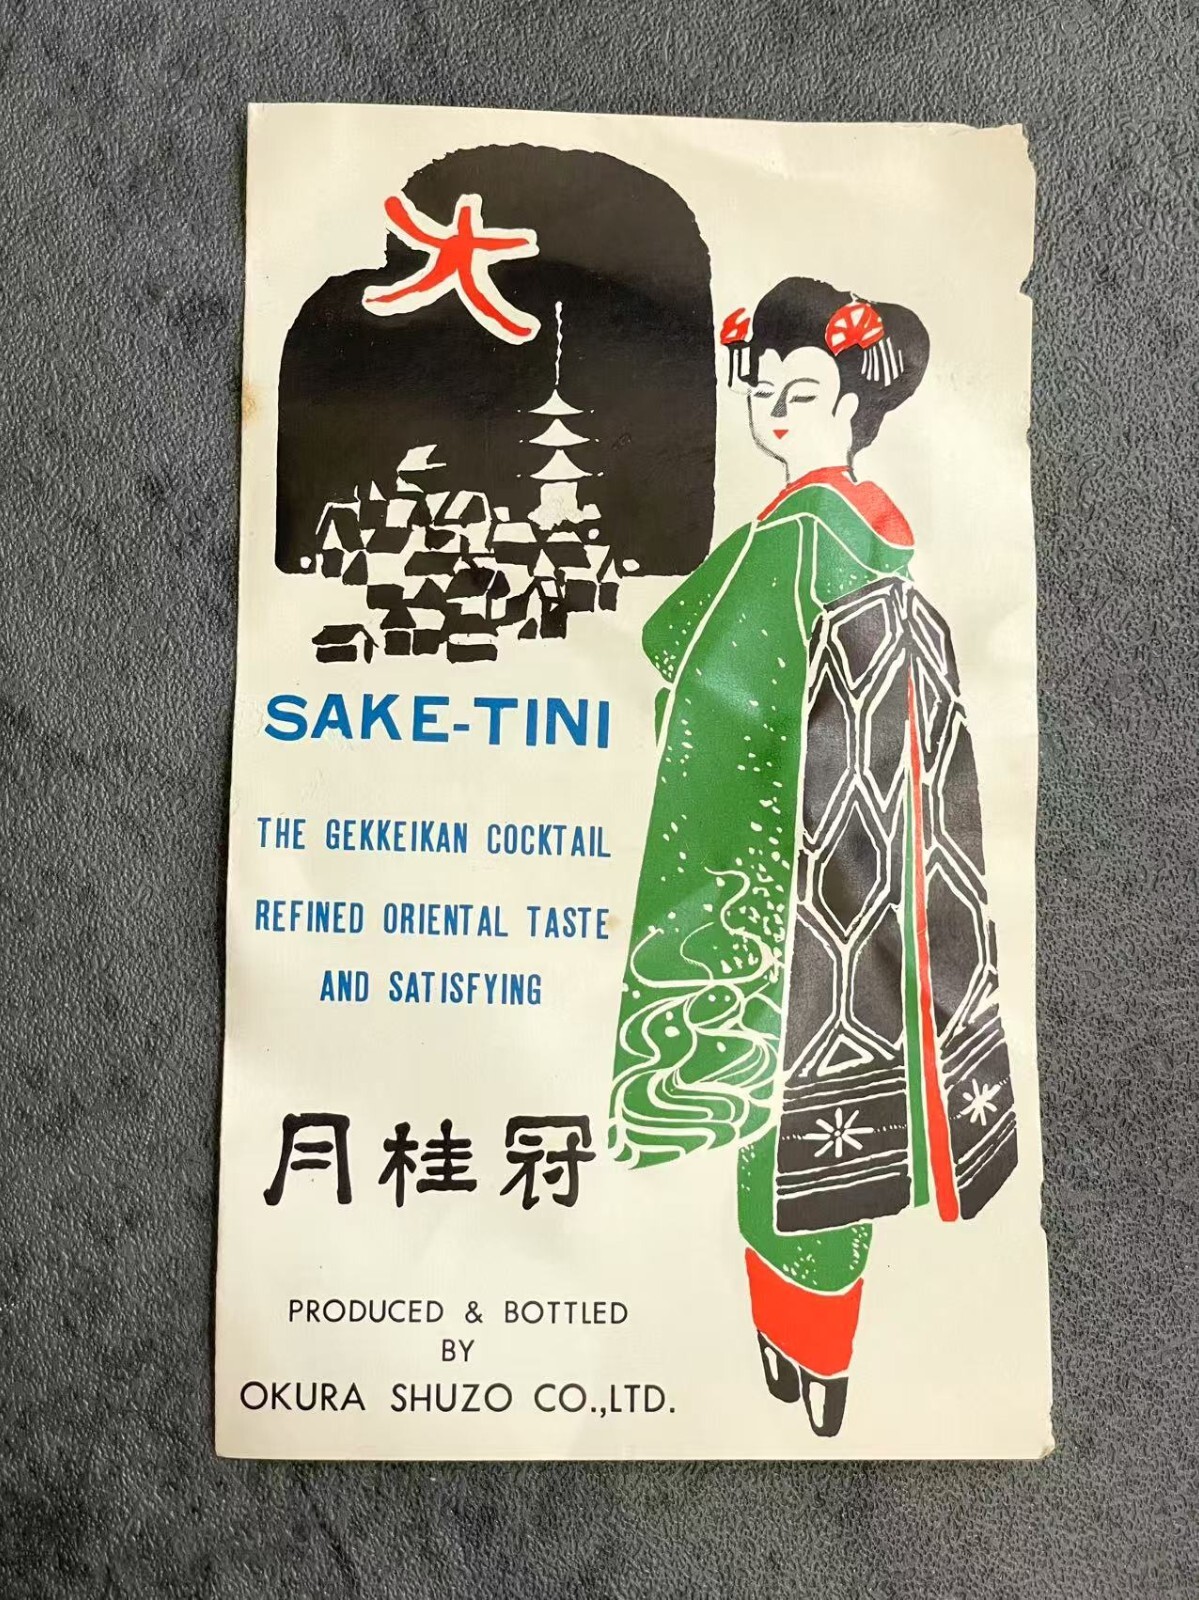 大
SAKE-TINI
THE GEKKEIKAN COCKTAIL
REFINED ORIENTAL TASTE
AND SATISFYING
月桂冠
PRODUCED & BOTTLED
BY
OKURA SHUZO CO.,LTD.